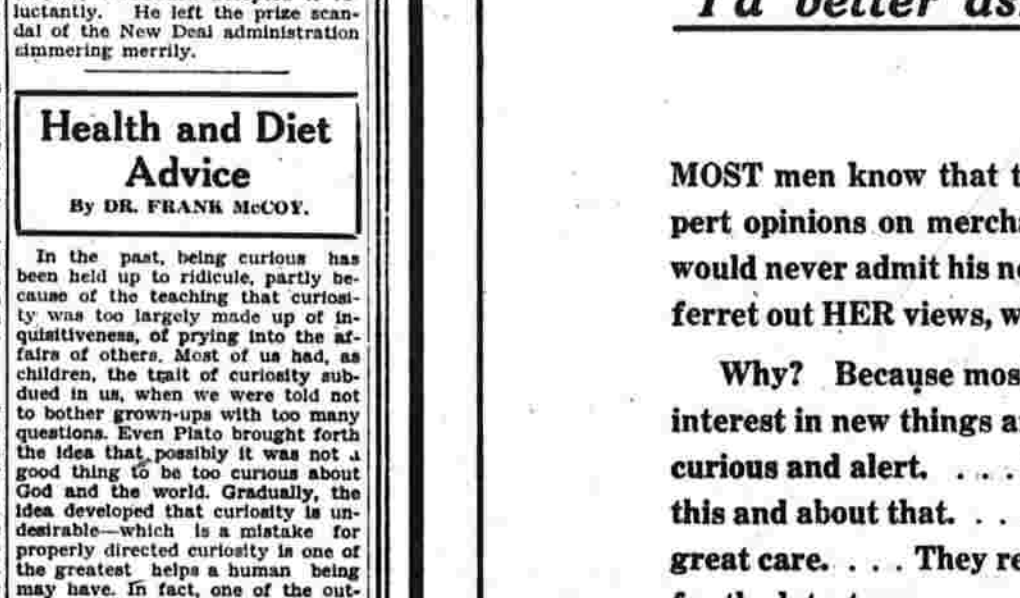 luctantly. He left the prize scan-
dal of the New Deal administration
simmering merrily.
Health and Diet
Advice
By DR. FRANK McCOY.
In the past, being curious has
been held up to ridicule, partly be-
cause of the teaching that curiosi-
ty was too largely made up of in-
quisitiveness, of prying into the af-
fairs of others. Most of us had, as
children, the trait of curiosity sub-
dued in us, when we were told not
to bother grown-ups with too many
questions. Even Plato brought forth
the idea that possibly it was not a
good thing to be too curious about
God and the world. Gradually, the
idea developed that curiosity is un-
desirable—which is a mistake for
properly directed curiosity is one of
the greatest helps a human being
may have. In fact, one of the out-
I'd better as
MOST men know that t
pert opinions on mercha
would never admit his n
ferret out HER views, w
Why? Because mos
interest in new things a
curious and alert. . . .
this and about that. . .
great care. . . . They re